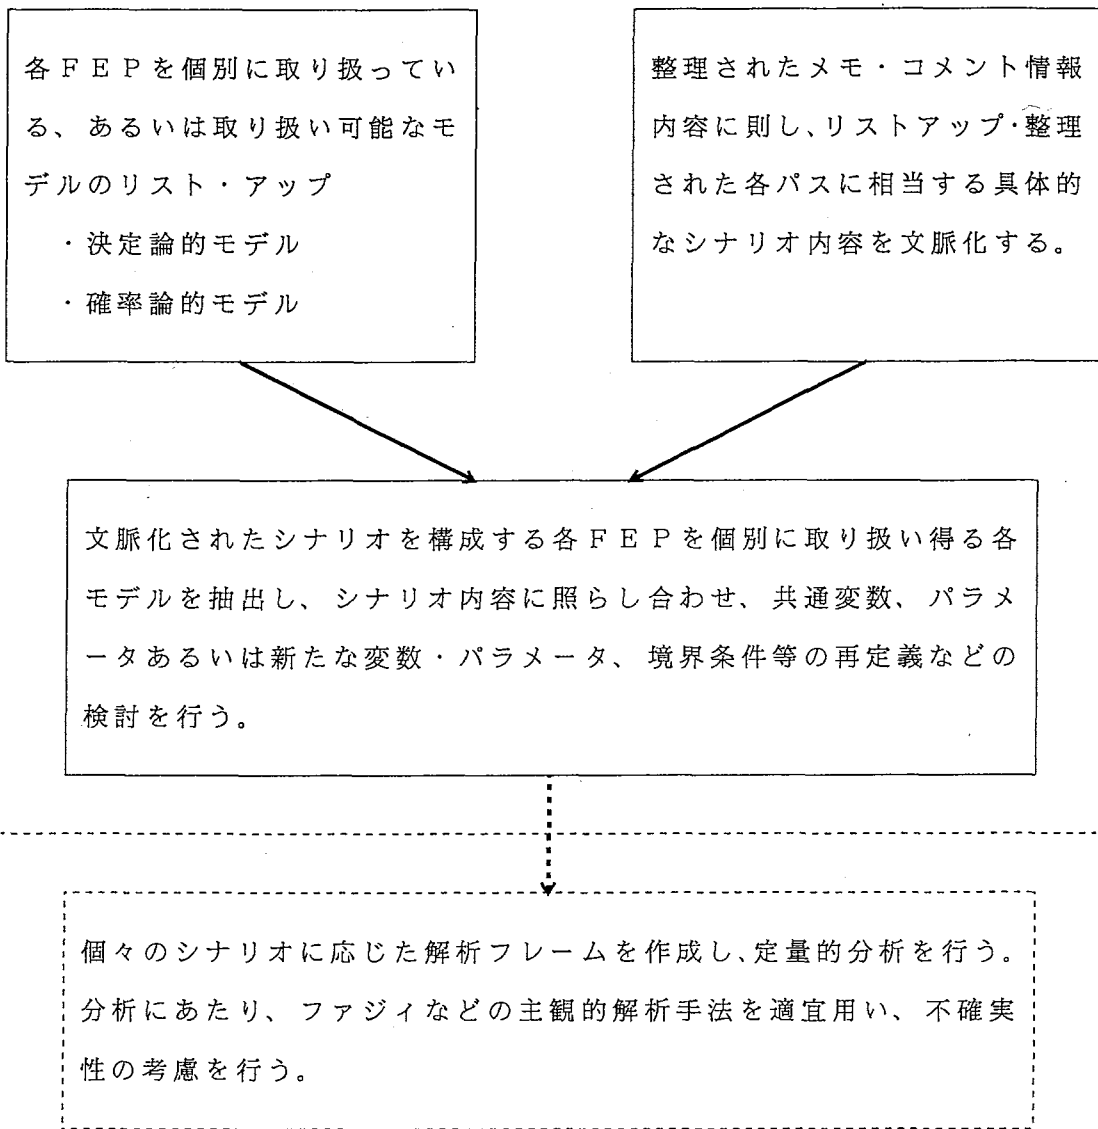 各ＦＥＰを個別に取り扱ってい
る、あるいは取り扱い可能なモ
デルのリスト・アップ
・決定論的モデル
・確率論的モデル
整理されたメモ・コメント情報
内容に則し、リストアップ・整理
された各パスに相当する具体的
なシナリオ内容を文脈化する。
文脈化されたシナリオを構成する各ＦＥＰを個別に取り扱い得る各
モデルを抽出し、シナリオ内容に照らし合わせ、共通変数、パラメ
ータあるいは新たな変数・パラメータ、境界条件等の再定義などの
検討を行う。
個々のシナリオに応じた解析フレームを作成し、定量的分析を行う。
分析にあたり、ファジィなどの主観的解析手法を適宜用い、不確実
性の考慮を行う。